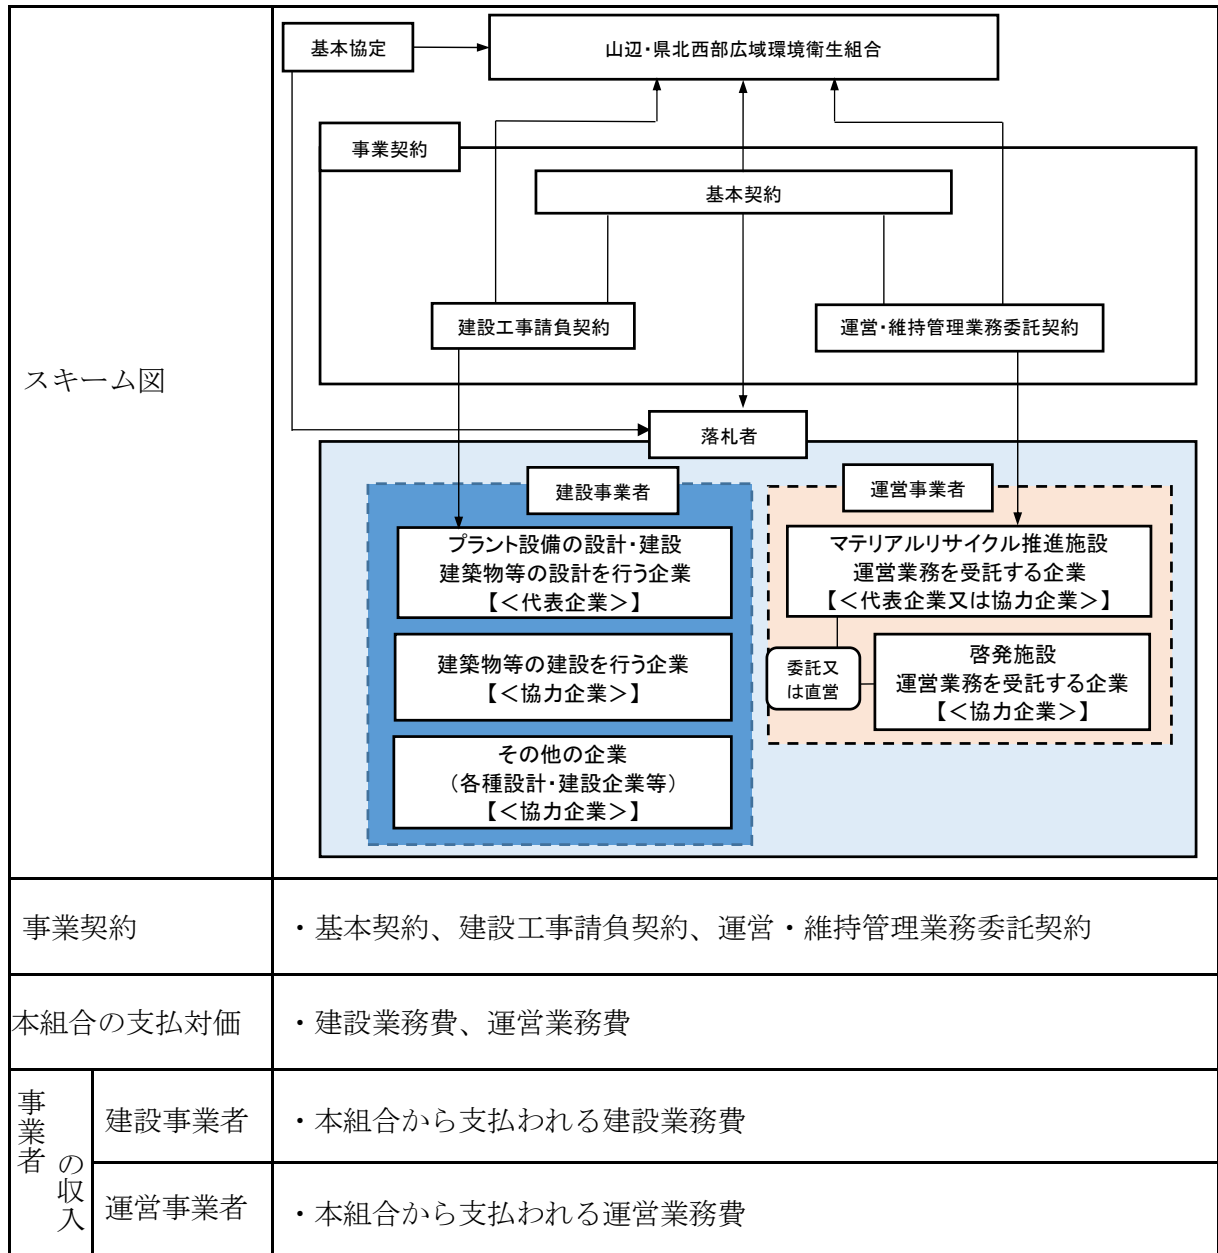 スキーム図
基本協定
山辺・県北西部広域環境衛生組合
事業契約
基本契約
建設工事請負契約
運営・維持管理業務委託契約
落札者
建設事業者
プラント設備の設計・建設
建築物等の設計を行う企業
【＜代表企業＞】
建築物等の建設を行う企業
【＜協力企業＞】
その他の企業
（各種設計・建設企業等）
【＜協力企業＞】
運営事業者
マテリアルリサイクル推進施設
運営業務を受託する企業
【＜代表企業又は協力企業＞】
委託又
は直営
啓発施設
運営業務を受託する企業
【＜協力企業＞】
事業契約
・基本契約、建設工事請負契約、運営・維持管理業務委託契約
本組合の支払対価
・建設業務費、運営業務費
事業者
の収入
建設事業者
・本組合から支払われる建設業務費
運営事業者
・本組合から支払われる運営業務費